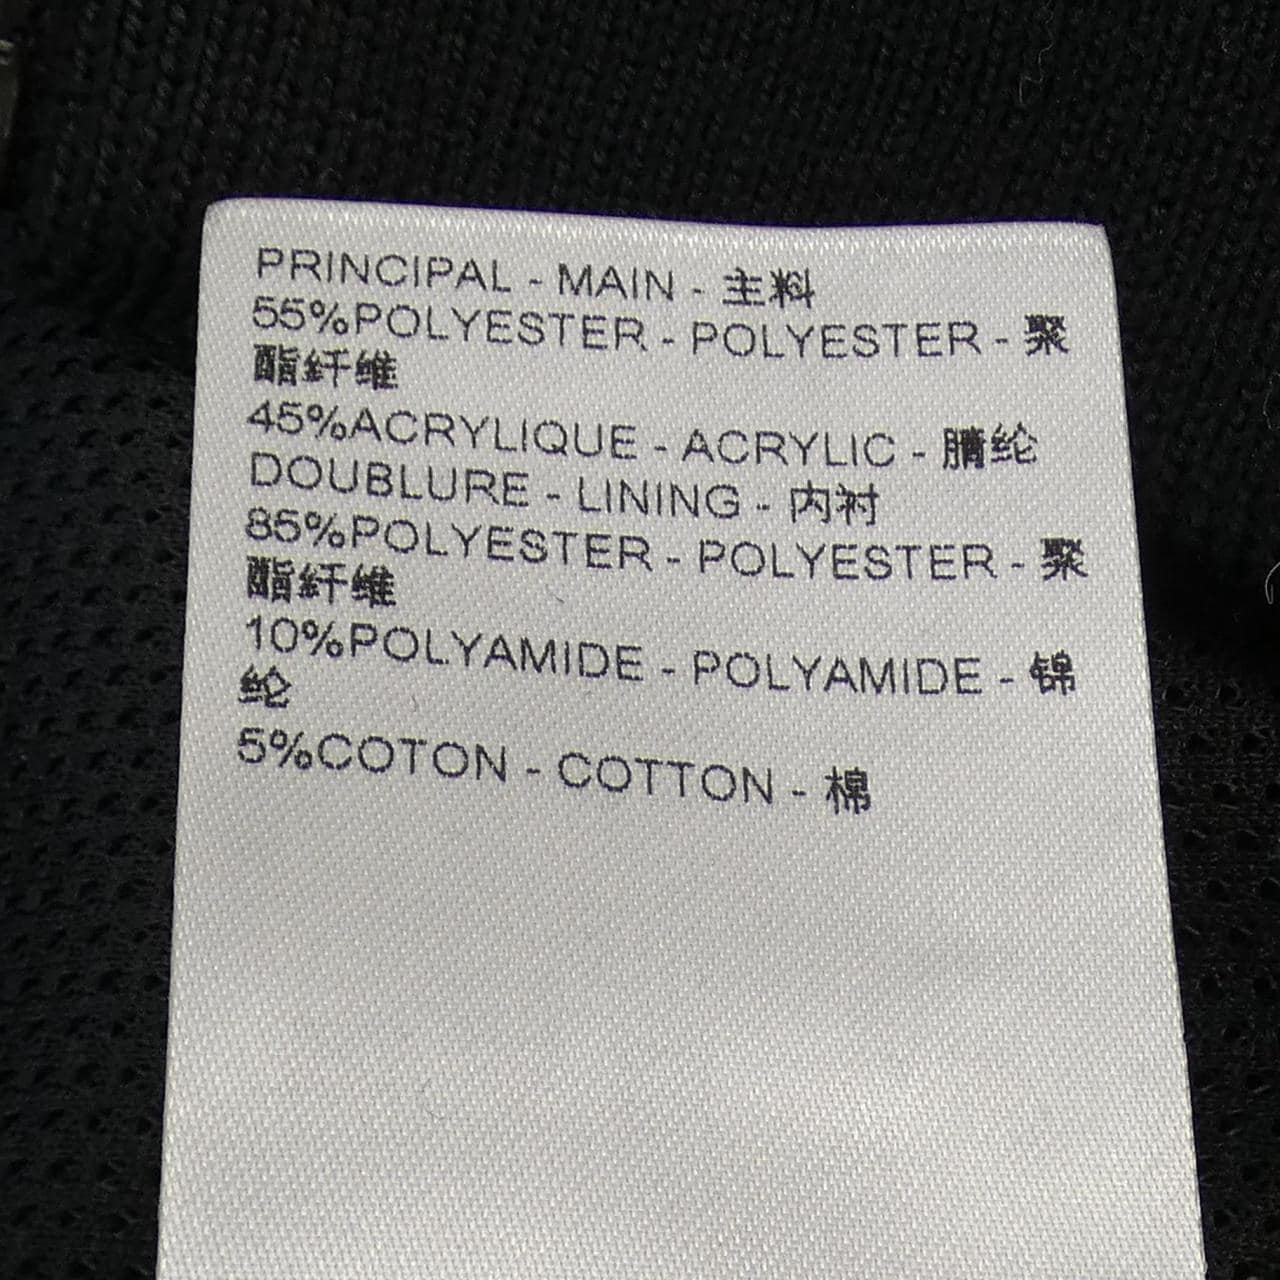 PRINCIPAL - MAIN - 主料
55%POLYESTER - POLYESTER - 聚
酯纤维
45%ACRYLIQUE - ACRYLIC - 腈纶
DOUBLURE - LINING - 内衬
85%POLYESTER - POLYESTER - 聚
酯纤维
10%POLYAMIDE - POLYAMIDE - 锦
纶
5%COTON - COTTON - 棉